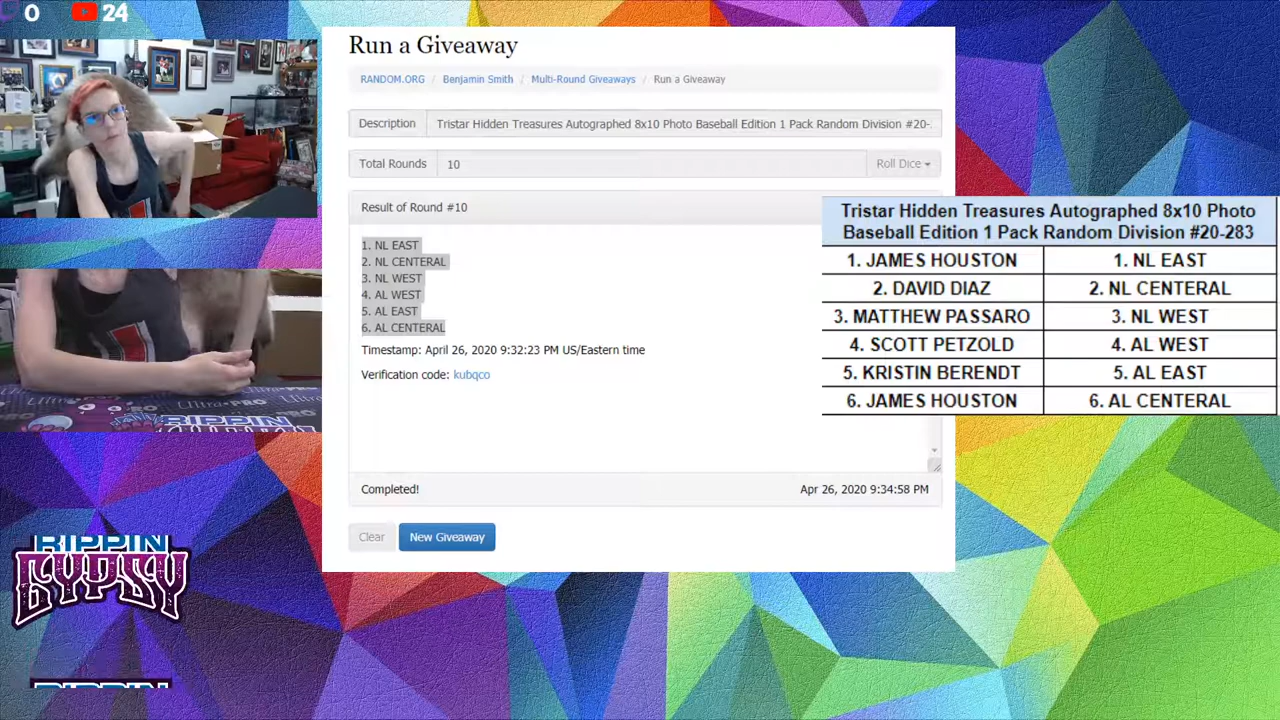 0
24
Run a Giveaway
RANDOM.ORG / Benjamin Smith / Multi-Round Giveaways / Run a Giveaway
Description Tristar Hidden Treasures Autographed 8x10 Photo Baseball Edition 1 Pack Random Division #20-
Total Rounds 10 Roll Dice
Result of Round #10
1. NL EAST
2. NL CENTERAL
3. NL WEST
4. AL WEST
5. AL EAST
6. AL CENTERAL
Timestamp: April 26, 2020 9:32:23 PM US/Eastern time
Verification code: kubqco
Completed! Apr 26, 2020 9:34:58 PM
Clear New Giveaway
Tristar Hidden Treasures Autographed 8x10 Photo
Baseball Edition 1 Pack Random Division #20-283
1. JAMES HOUSTON 1. NL EAST
2. DAVID DIAZ 2. NL CENTERAL
3. MATTHEW PASSARO 3. NL WEST
4. SCOTT PETZOLD 4. AL WEST
5. KRISTIN BERENDT 5. AL EAST
6. JAMES HOUSTON 6. AL CENTERAL
Ultra-PRO
RIPPIN
RIPPIN
GYPSY
RIPPIN